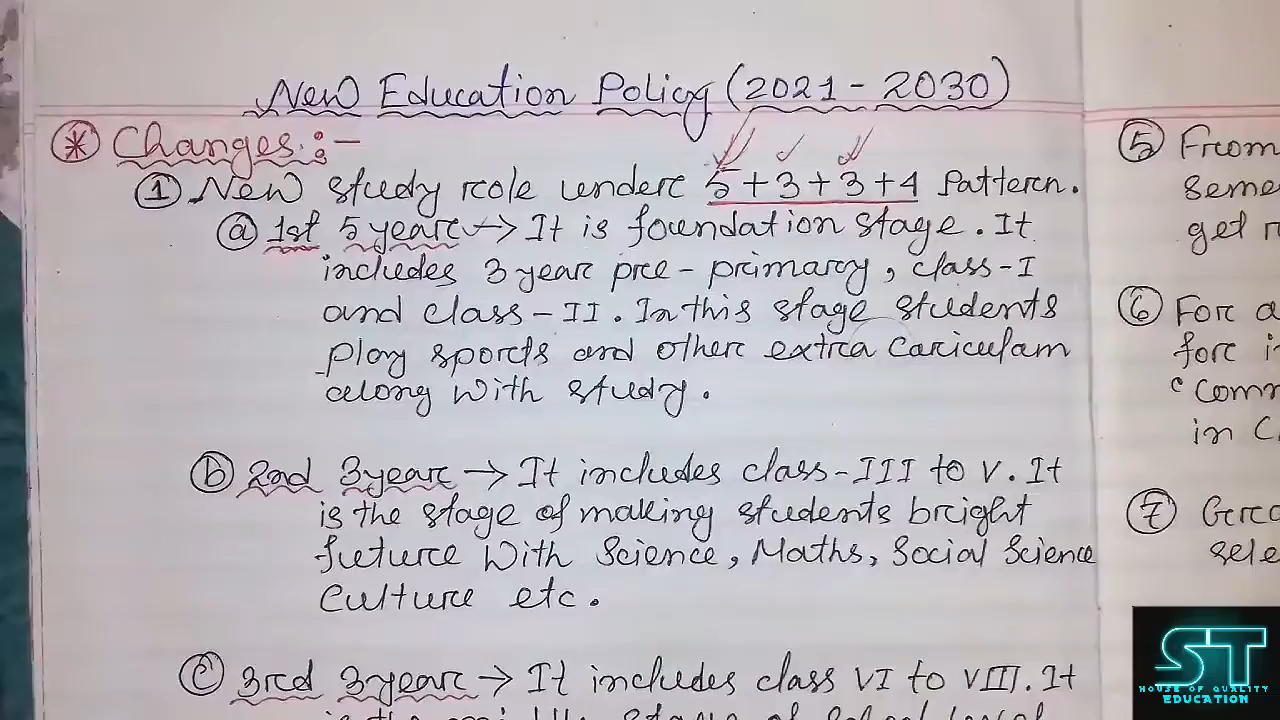 New Education Policy (2021 - 2030)
* Changes :-
① New study role under 5+3+3+4 Pattern.
ⓐ 1st 5 year → It is foundation stage. It
includes 3 year pre - primary, class-I
and class-II. In this stage students
play sports and other extra cariculam
along with study.
ⓑ 2nd 3 year → It includes class-III to V. It
is the stage of making students bright
future with Science, Maths, Social Science
Culture etc.
ⓒ 3rd 3 year → It includes class VI to VIII. It
is the
⑤ From
seme
get
⑥ For a
for i
"Comm
in C
⑦ Grea
sele
ST
HOUSE OF QUALITY
EDUCATION